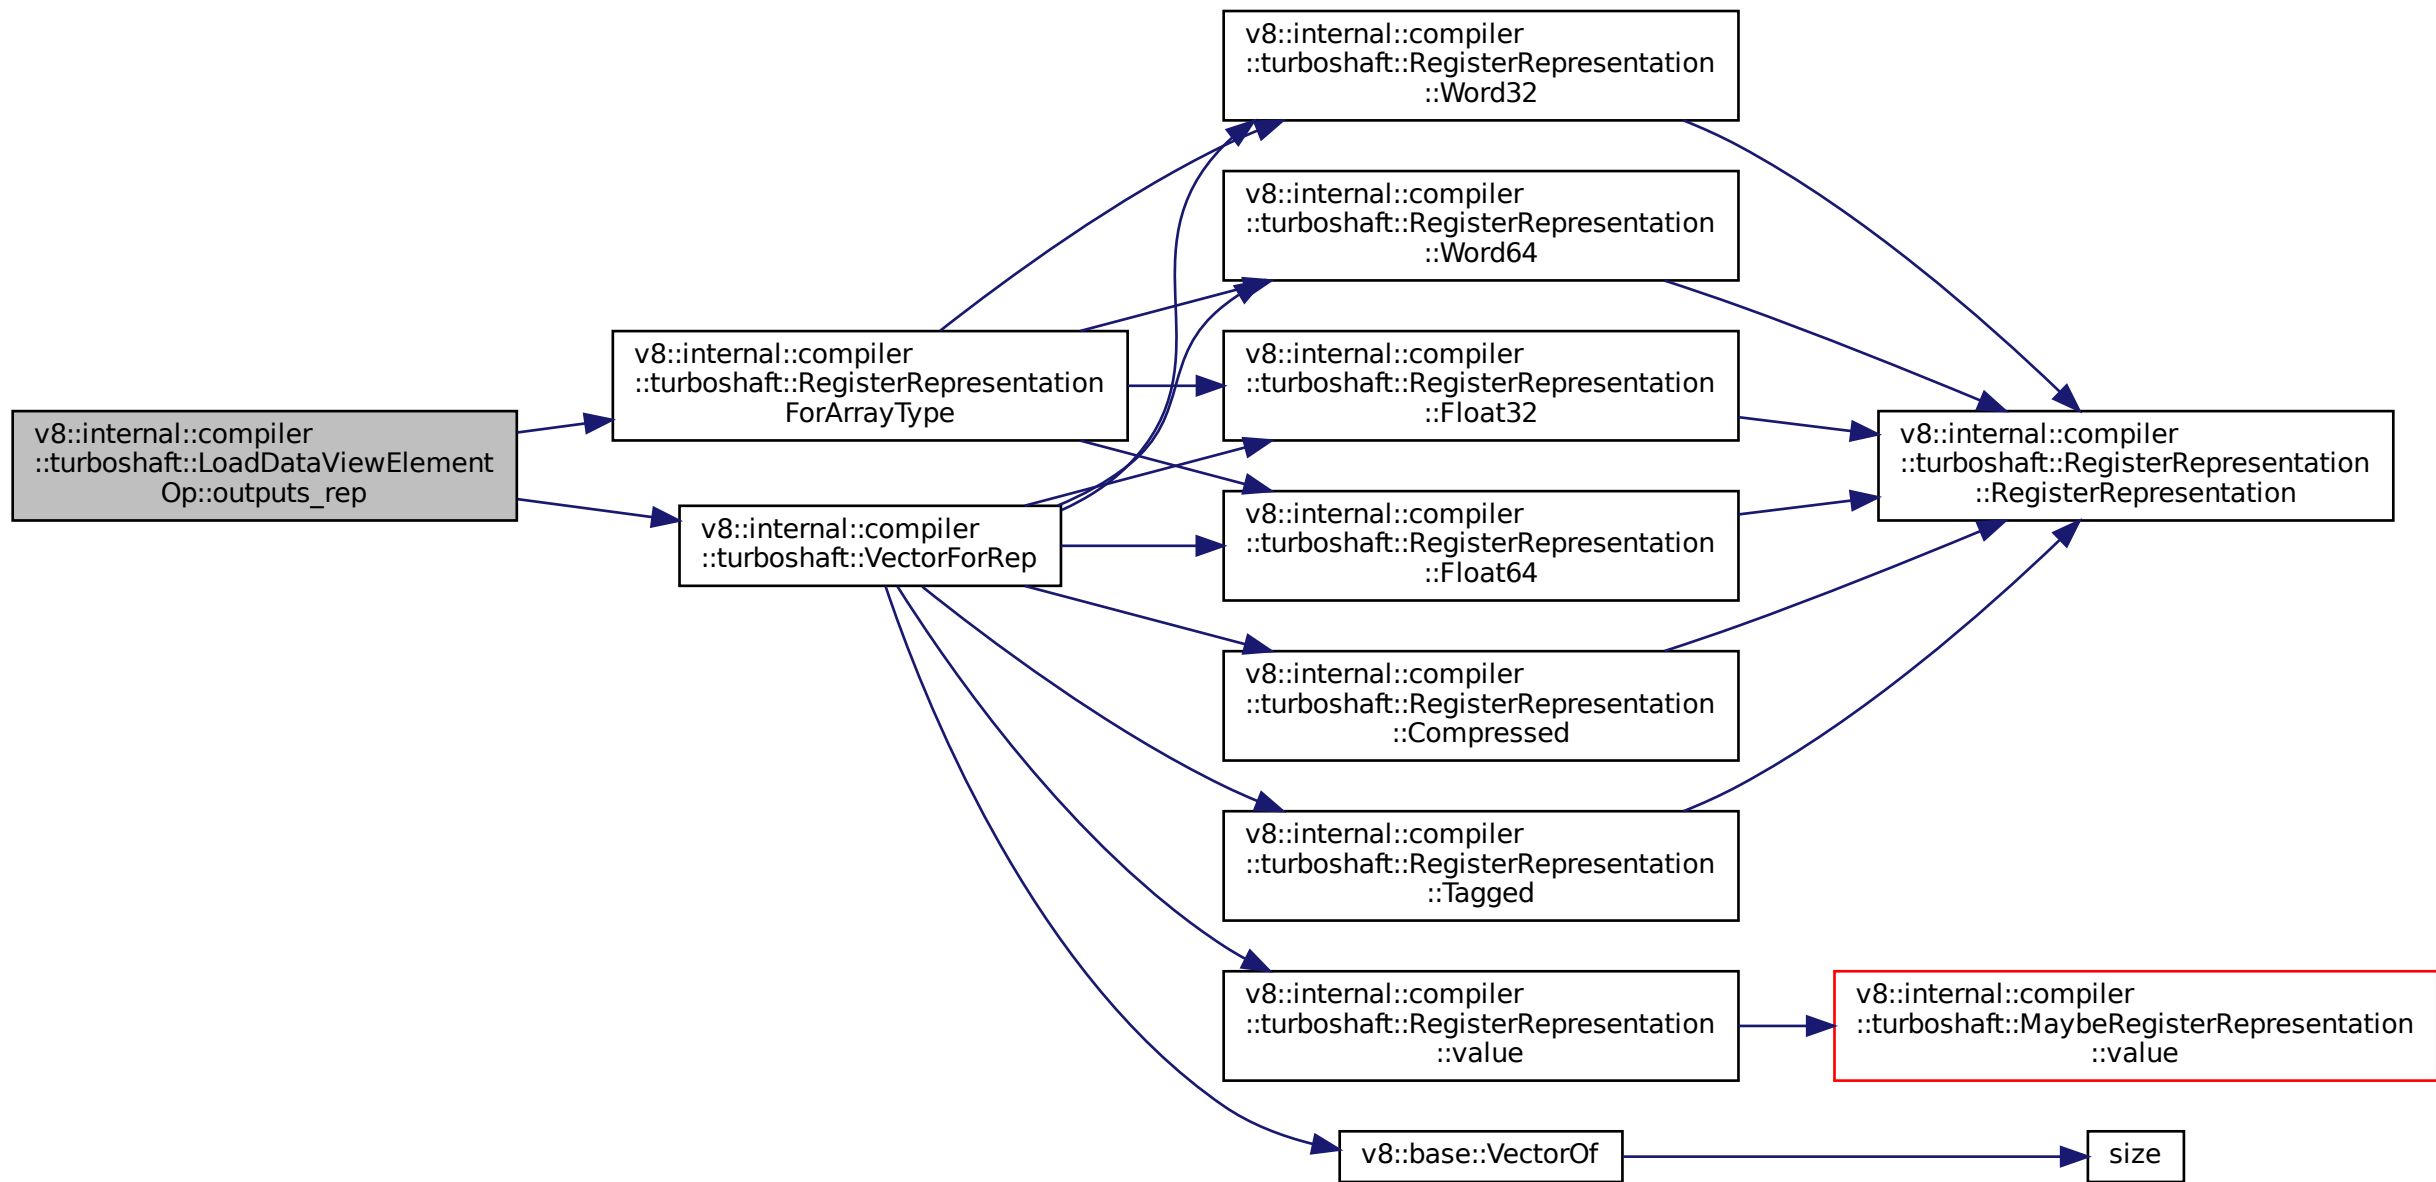 v8::internal::compiler
::turboshaft::LoadDataViewElement
Op::outputs_rep
v8::internal::compiler
::turboshaft::RegisterRepresentation
ForArrayType
v8::internal::compiler
::turboshaft::VectorForRep
v8::internal::compiler
::turboshaft::RegisterRepresentation
::Word32
v8::internal::compiler
::turboshaft::RegisterRepresentation
::Word64
v8::internal::compiler
::turboshaft::RegisterRepresentation
::Float32
v8::internal::compiler
::turboshaft::RegisterRepresentation
::Float64
v8::internal::compiler
::turboshaft::RegisterRepresentation
::Compressed
v8::internal::compiler
::turboshaft::RegisterRepresentation
::Tagged
v8::internal::compiler
::turboshaft::RegisterRepresentation
::value
v8::base::VectorOf
v8::internal::compiler
::turboshaft::RegisterRepresentation
::RegisterRepresentation
v8::internal::compiler
::turboshaft::MaybeRegisterRepresentation
::value
size